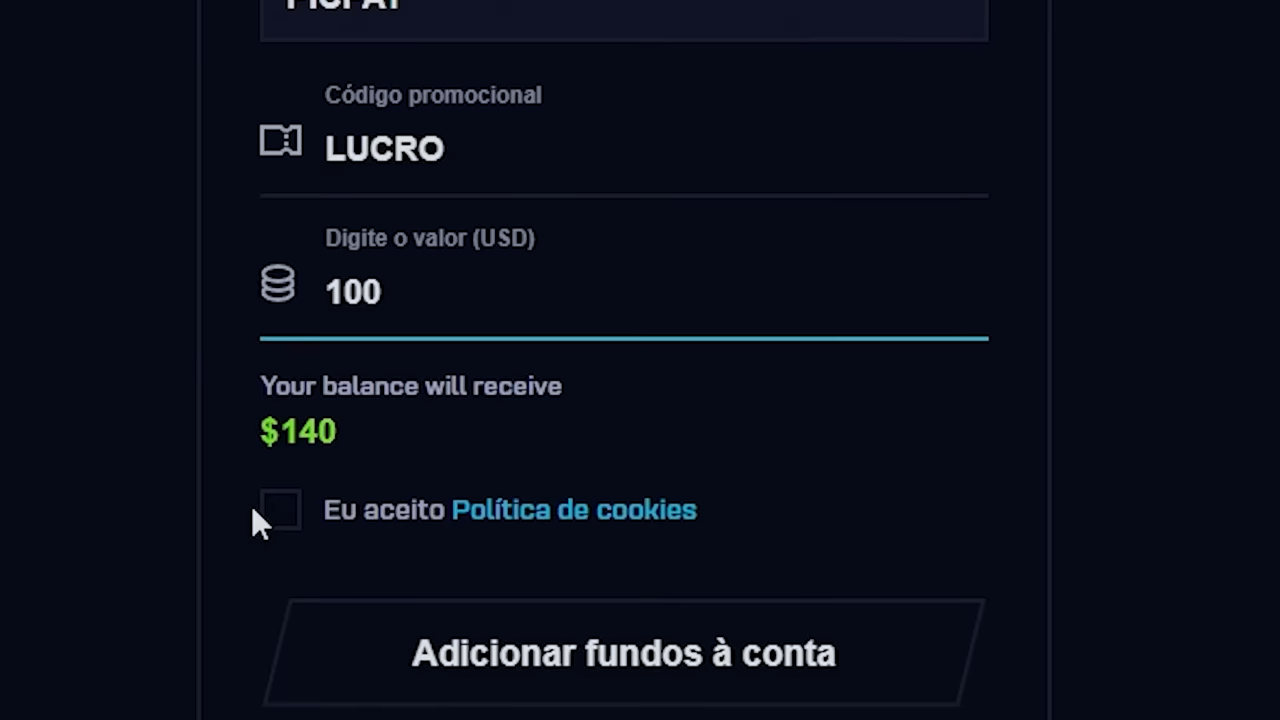 Código promocional
LUCRO
Digite o valor (USD)
100
Your balance will receive
$140
Eu aceito Política de cookies
Adicionar fundos à conta